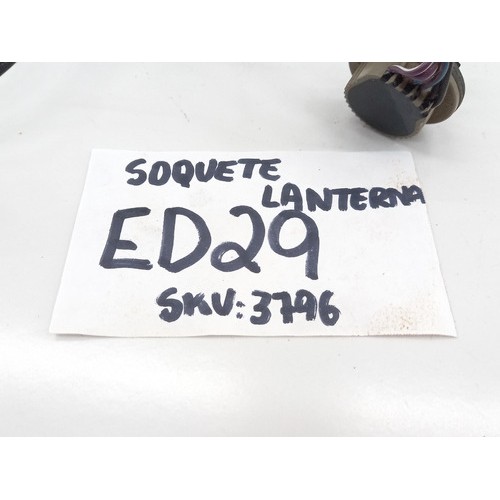 SOQUETE
LANTERNA
ED29
SKU: 3796